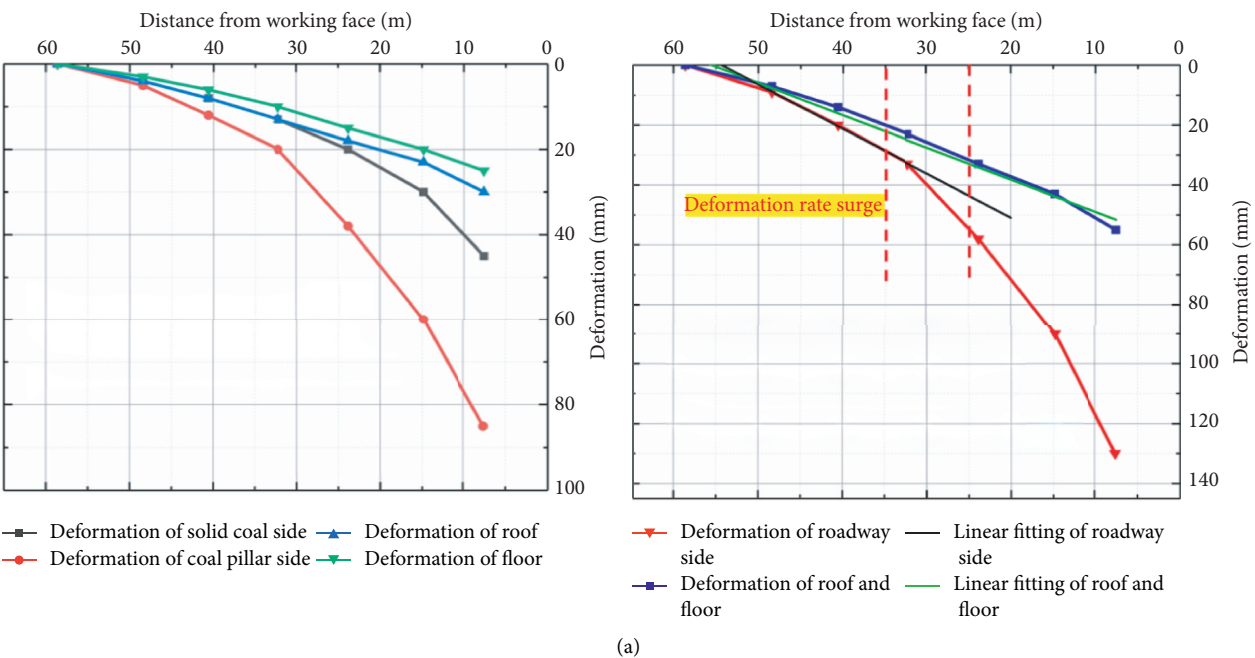 Distance from working face (m)
60 50 40 30 20 10 0
0
20
40
60
80
100
Deformation (mm)
Deformation of solid coal side
Deformation of roof
Deformation of coal pillar side
Deformation of floor
Distance from working face (m)
60 50 40 30 20 10 0
0
20
40
60
80
100
120
140
Deformation (mm)
Deformation rate surge
Deformation of roadway
side
Linear fitting of roadway
side
Deformation of roof and
floor
Linear fitting of roof and
floor
(a)